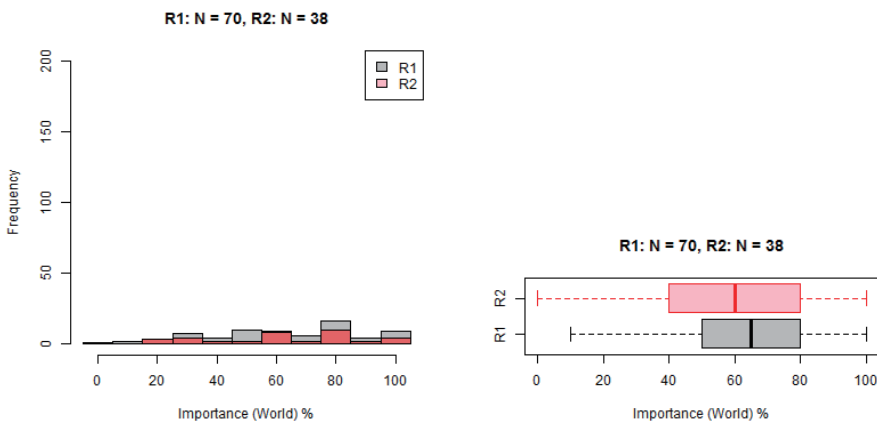 R1: N = 70, R2: N = 38
200
150
100
50
0
Frequency
R1
R2
0 20 40 60 80 100
Importance (World) %
R1: N = 70, R2: N = 38
R2
R1
0 20 40 60 80 100
Importance (World) %